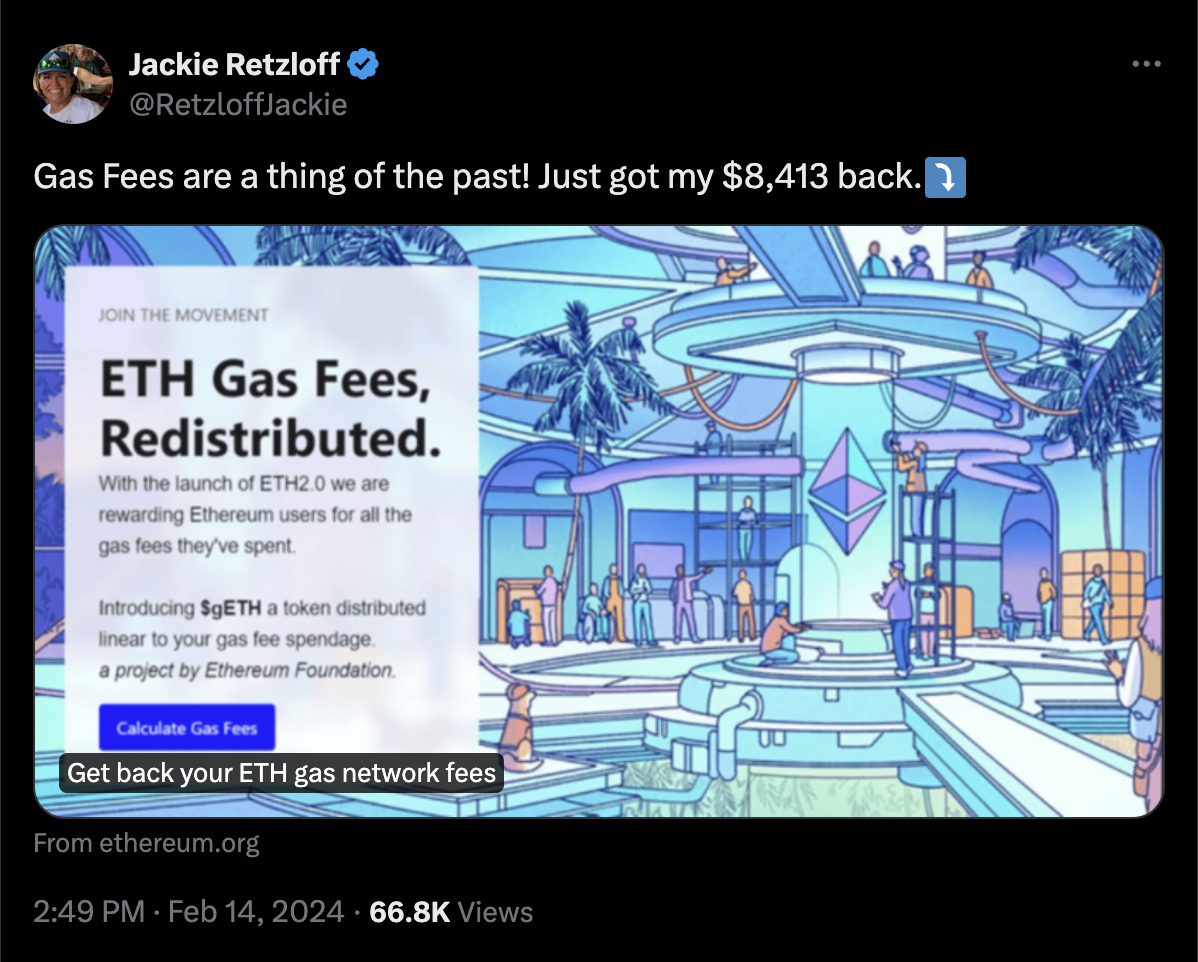 Jackie Retzloff
@RetzloffJackie
Gas Fees are a thing of the past! Just got my $8,413 back.⤵️
JOIN THE MOVEMENT
ETH Gas Fees,
Redistributed.
With the launch of ETH2.0 we are
rewarding Ethereum users for all the
gas fees they've spent.
Introducing $gETH a token distributed
linear to your gas fee spendage.
a project by Ethereum Foundation.
Calculate Gas Fees
Get back your ETH gas network fees
From ethereum.org
2:49 PM · Feb 14, 2024 · 66.8K Views